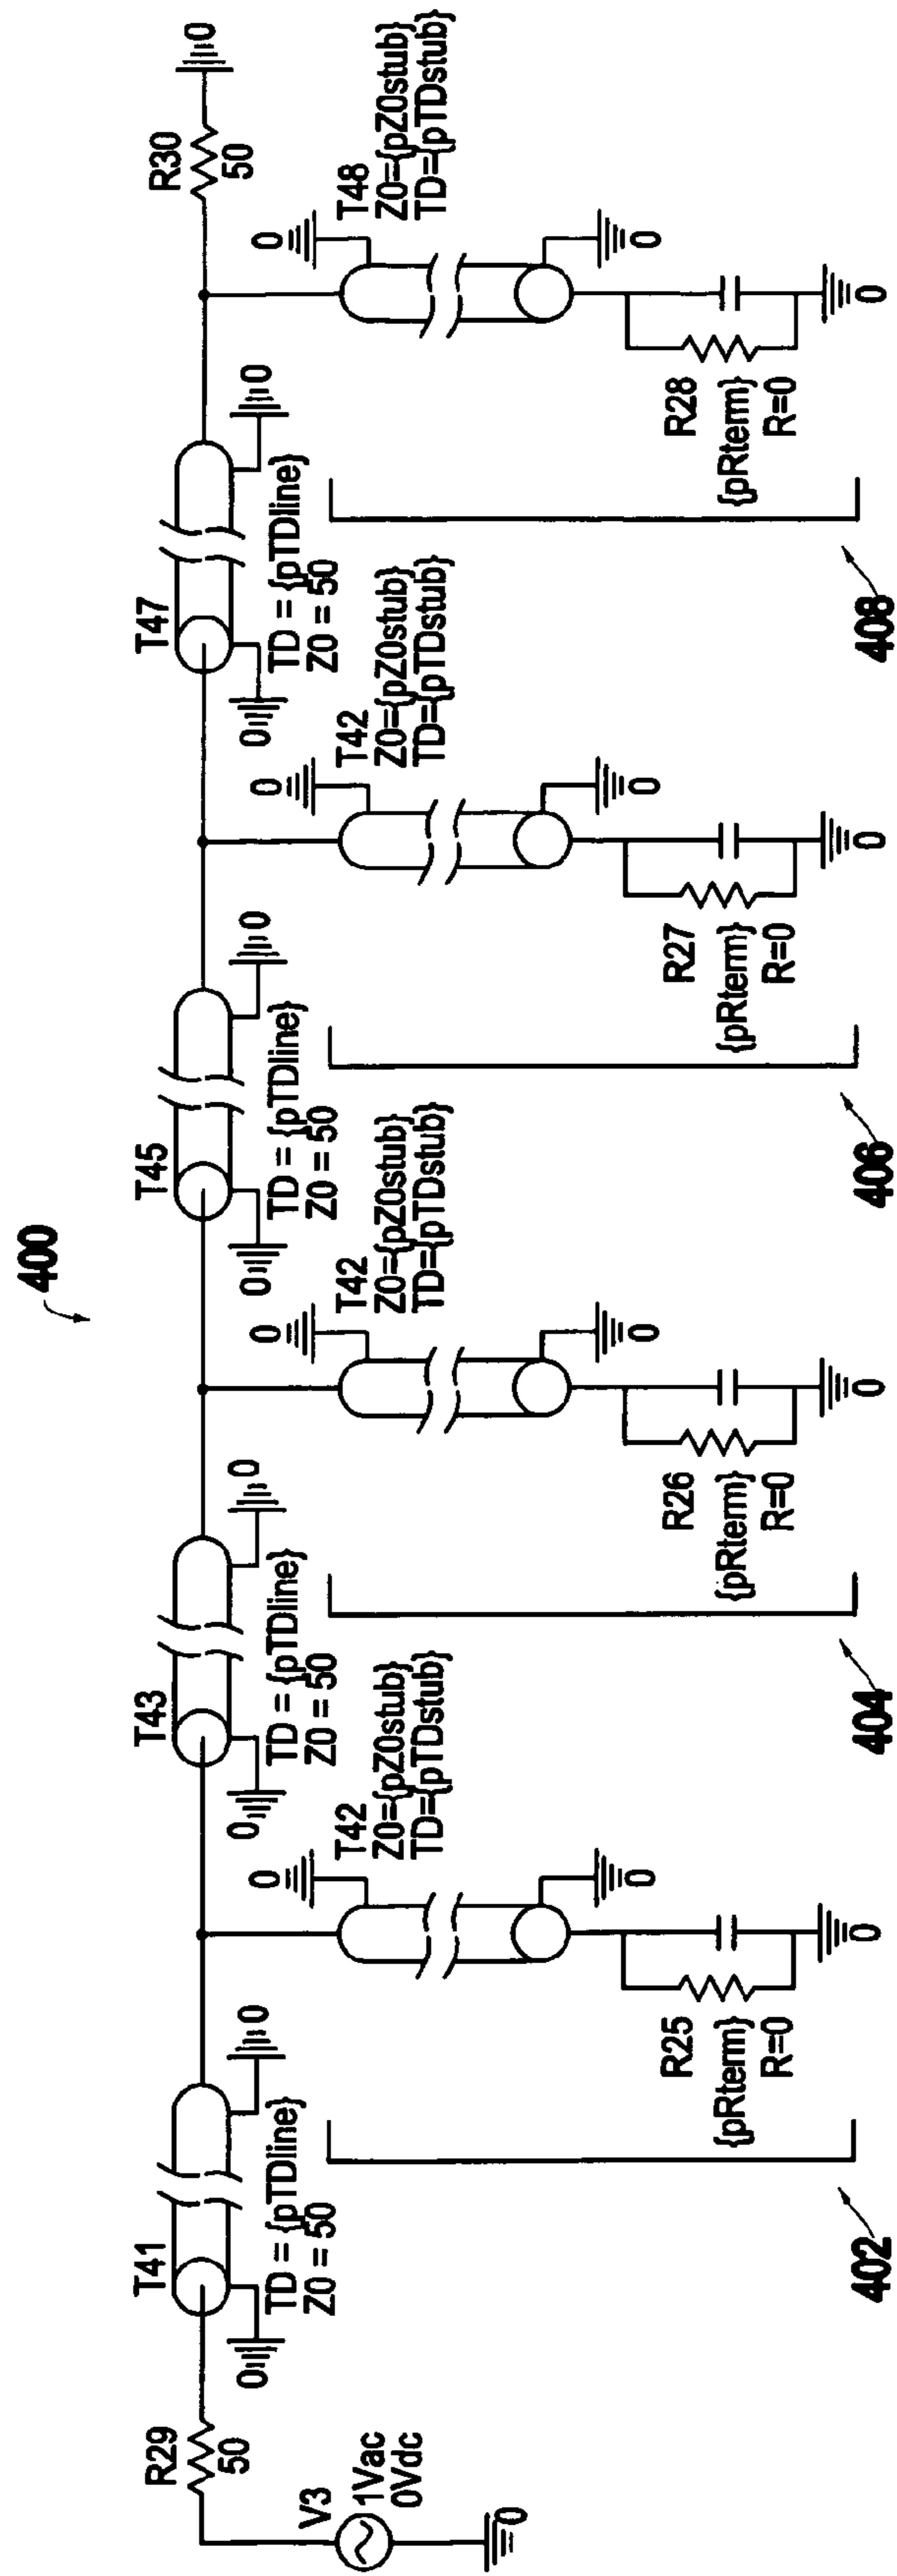 400
R29
50
V3
1Vac
0Vdc
0
T41
0
TD = {pTDline}
Z0 = 50
0
0
T42
Z0={pZ0stub}
TD={pTDstub}
0
R25
{pRterm}
R=0
0
402
T43
0
TD = {pTDline}
Z0 = 50
0
0
T42
Z0={pZ0stub}
TD={pTDstub}
0
R26
{pRterm}
R=0
0
404
T45
0
TD = {pTDline}
Z0 = 50
0
0
T42
Z0={pZ0stub}
TD={pTDstub}
0
R27
{pRterm}
R=0
0
406
T47
0
TD = {pTDline}
Z0 = 50
0
0
T48
Z0={pZ0stub}
TD={pTDstub}
0
R28
{pRterm}
R=0
0
408
R30
50
0